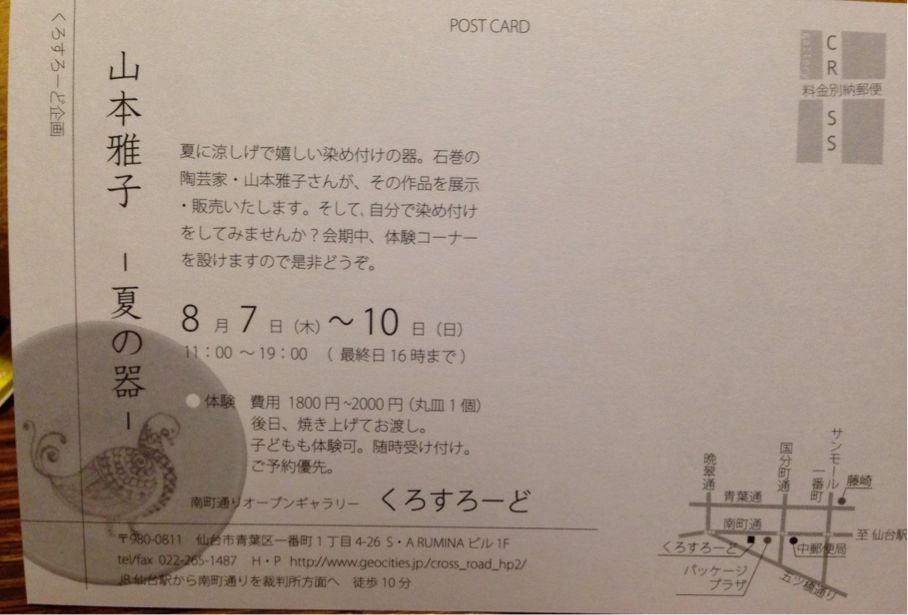 POST CARD
CR SS
料金別納郵便
くろすろーど企画
山本雅子 ー夏の器ー
夏に涼しげで嬉しい染め付けの器。石巻の
陶芸家・山本雅子さんが、その作品を展示
・販売いたします。そして、自分で染め付け
をしてみませんか？会期中、体験コーナー
を設けますので是非どうぞ。
8月7日（木）～10日（日）
11：00～19：00 （最終日16時まで）
●体験 費用 1800円~2000円（丸皿1個）
後日、焼き上げてお渡し。
子どもも体験可。随時受け付け。
ご予約優先。
南町通りオープンギャラリー くろすろーど
〒980-0811 仙台市青葉区一番町1丁目4-26 S・A RUMINAビル1F
tel/fax 022-265-1487 H・P http://www.geocities.jp/cross_road_hp2/
JR仙台駅から南町通りを裁判所方面へ 徒歩10分
晩翠通
国分町通
サンモール
一番町
藤崎
青葉通
南町通
至 仙台駅
くろすろーど
中郵便局
パッケージ
プラザ
五ツ橋通り